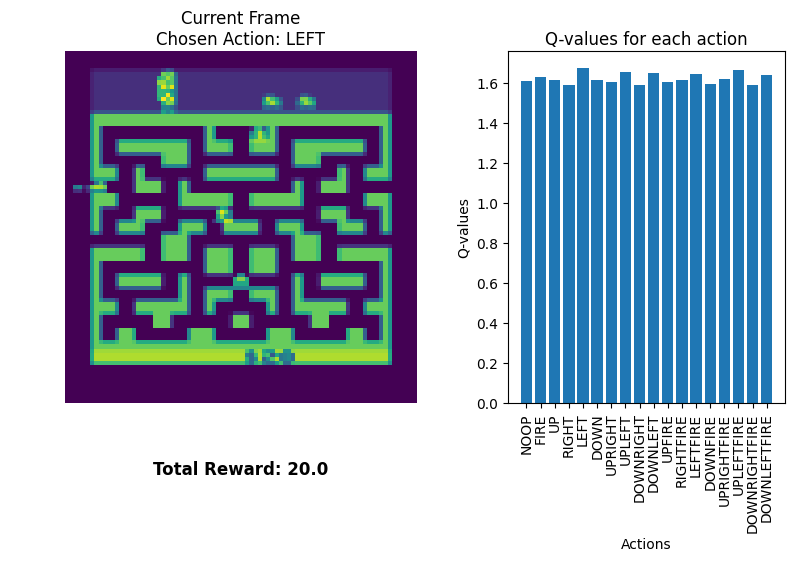 Current Frame
Chosen Action: LEFT
Total Reward: 20.0
Q-values for each action
Q-values
1.6
1.4
1.2
1.0
0.8
0.6
0.4
0.2
0.0
NOOP
FIRE
UP
RIGHT
LEFT
DOWN
UPRIGHT
UPLEFT
DOWNRIGHT
DOWNLEFT
UPFIRE
RIGHTFIRE
LEFTFIRE
DOWNFIRE
UPRIGHTFIRE
UPLEFTFIRE
DOWNRIGHTFIRE
DOWNLEFTFIRE
Actions